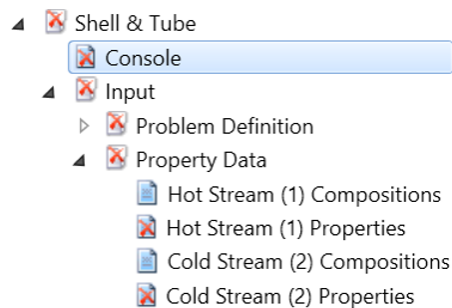 Shell & Tube
Console
Input
Problem Definition
Property Data
Hot Stream (1) Compositions
Hot Stream (1) Properties
Cold Stream (2) Compositions
Cold Stream (2) Properties